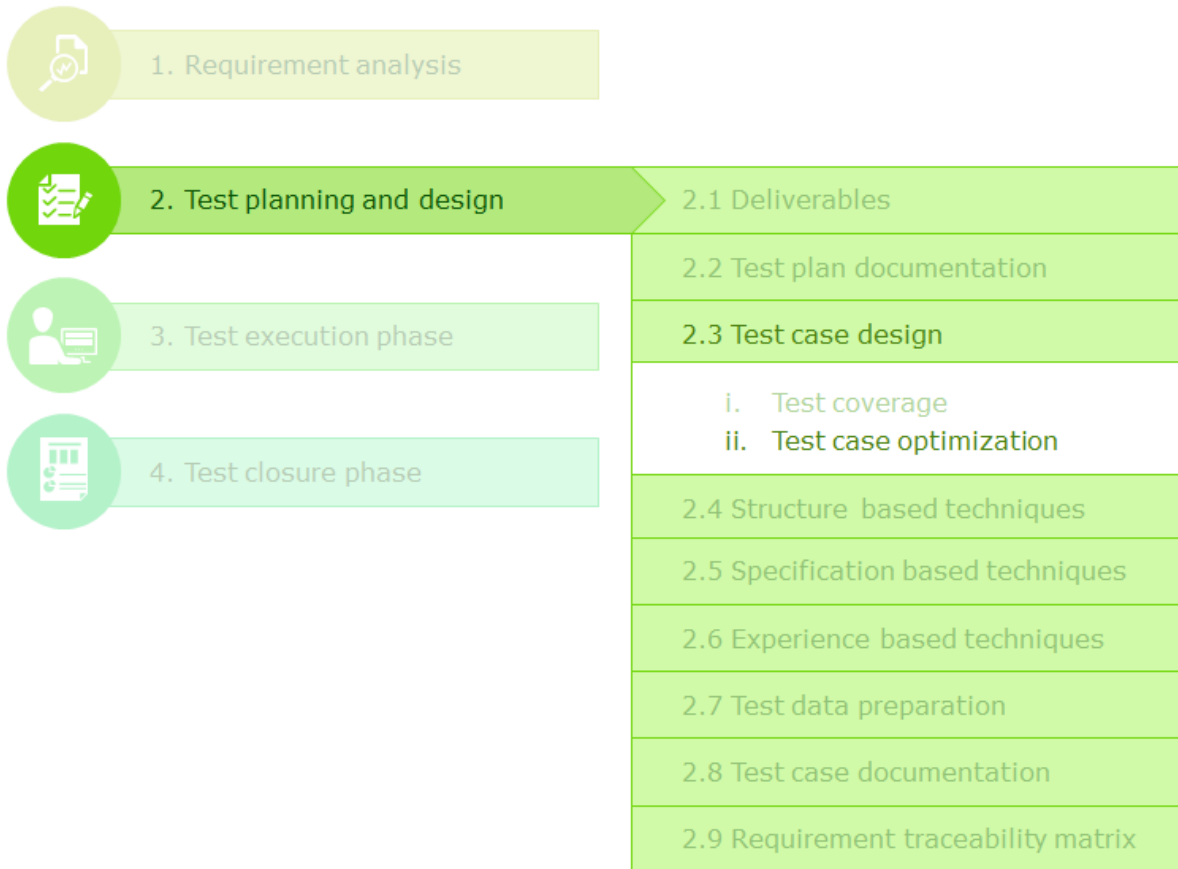 1. Requirement analysis
2. Test planning and design
2.1 Deliverables
2.2 Test plan documentation
2.3 Test case design
i. Test coverage
ii. Test case optimization
2.4 Structure based techniques
2.5 Specification based techniques
2.6 Experience based techniques
2.7 Test data preparation
2.8 Test case documentation
2.9 Requirement traceability matrix
3. Test execution phase
4. Test closure phase